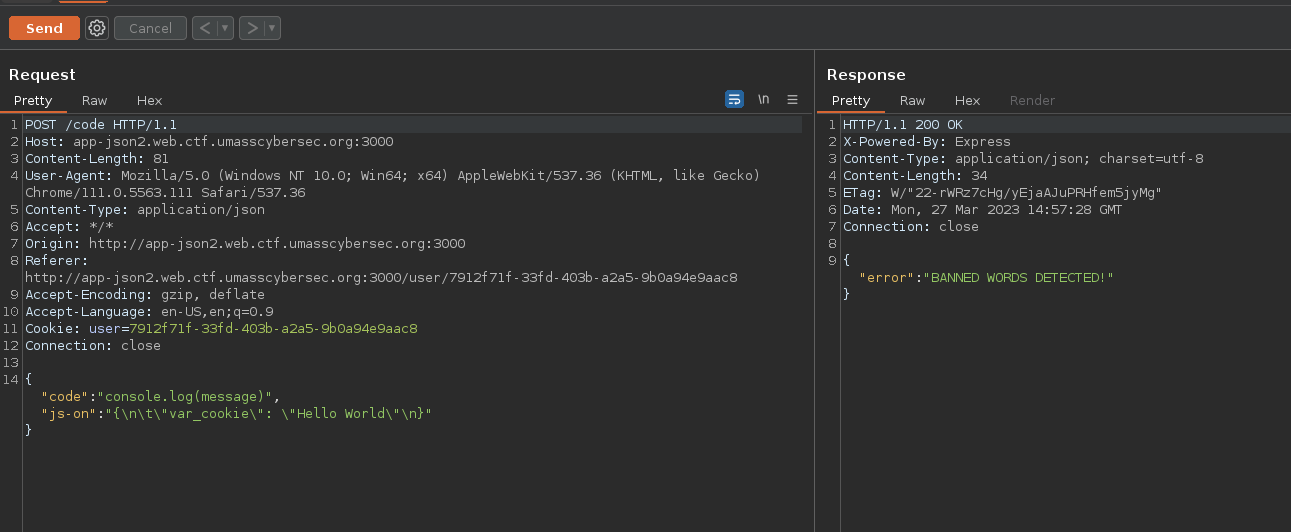 Send Cancel < >
Request
Pretty Raw Hex \n
1 POST /code HTTP/1.1
2 Host: app-json2.web.ctf.umasscybersec.org:3000
3 Content-Length: 81
4 User-Agent: Mozilla/5.0 (Windows NT 10.0; Win64; x64) AppleWebKit/537.36 (KHTML, like Gecko)
Chrome/111.0.5563.111 Safari/537.36
5 Content-Type: application/json
6 Accept: */*
7 Origin: http://app-json2.web.ctf.umasscybersec.org:3000
8 Referer:
http://app-json2.web.ctf.umasscybersec.org:3000/user/7912f71f-33fd-403b-a2a5-9b0a94e9aac8
9 Accept-Encoding: gzip, deflate
10 Accept-Language: en-US,en;q=0.9
11 Cookie: user=7912f71f-33fd-403b-a2a5-9b0a94e9aac8
12 Connection: close
13
14 {
"code":"console.log(message)",
"js-on":"{\n\t\"var_cookie\": \"Hello World\"\n}"
}
Response
Pretty Raw Hex Render
1 HTTP/1.1 200 OK
2 X-Powered-By: Express
3 Content-Type: application/json; charset=utf-8
4 Content-Length: 34
5 ETag: W/"22-rWRz7cHg/yEjaAJuPRHfem5jyMg"
6 Date: Mon, 27 Mar 2023 14:57:28 GMT
7 Connection: close
8
9 {
"error":"BANNED WORDS DETECTED!"
}